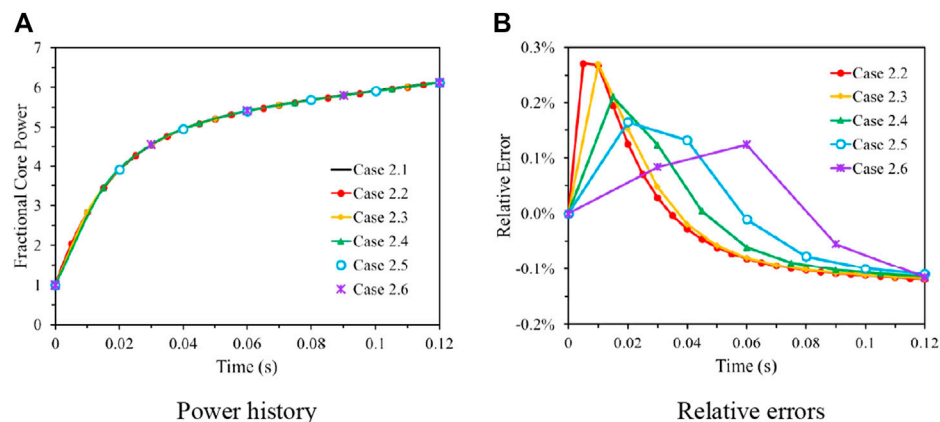 A
B
7
6
5
4
3
2
1
0
Fractional Core Power
Case 2.1
Case 2.2
Case 2.3
Case 2.4
Case 2.5
Case 2.6
0 0.02 0.04 0.06 0.08 0.1 0.12
Time (s)
Power history
0.3%
0.2%
0.1%
0.0%
-0.1%
-0.2%
Relative Error
Case 2.2
Case 2.3
Case 2.4
Case 2.5
Case 2.6
0 0.02 0.04 0.06 0.08 0.1 0.12
Time (s)
Relative errors